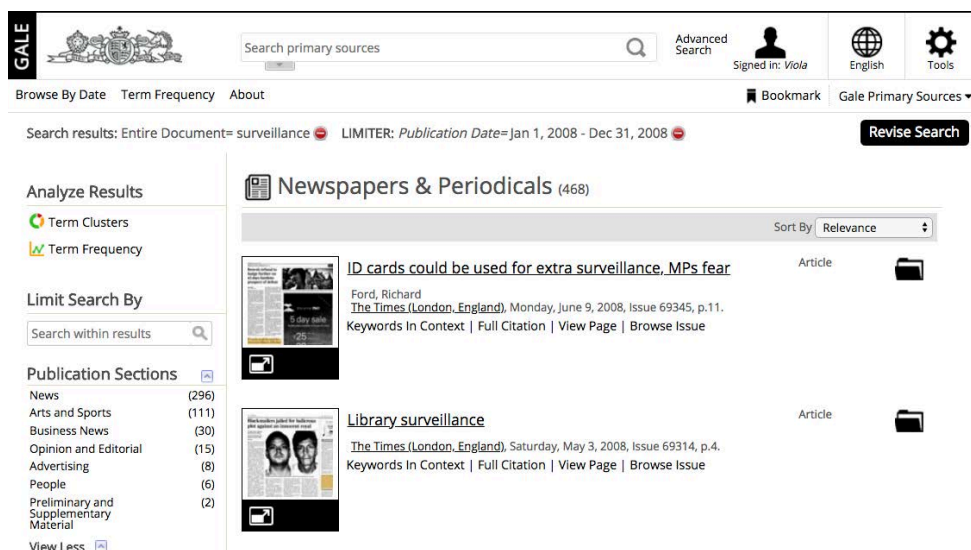 GALE
Search primary sources
Advanced Search
Signed in: Viola
English
Tools
Browse By Date Term Frequency About
Bookmark Gale Primary Sources
Search results: Entire Document= surveillance LIMITER: Publication Date= Jan 1, 2008 - Dec 31, 2008
Revise Search
Analyze Results
Term Clusters
Term Frequency
Limit Search By
Search within results
Publication Sections
News (296)
Arts and Sports (111)
Business News (30)
Opinion and Editorial (15)
Advertising (8)
People (6)
Preliminary and (2)
Supplementary
Material
View Less
Newspapers & Periodicals (468)
Sort By Relevance
ID cards could be used for extra surveillance, MPs fear
Article
Ford, Richard
The Times (London, England), Monday, June 9, 2008, Issue 69345, p.11.
Keywords In Context | Full Citation | View Page | Browse Issue
5 day sale
Library surveillance
Article
The Times (London, England), Saturday, May 3, 2008, Issue 69314, p.4.
Keywords In Context | Full Citation | View Page | Browse Issue